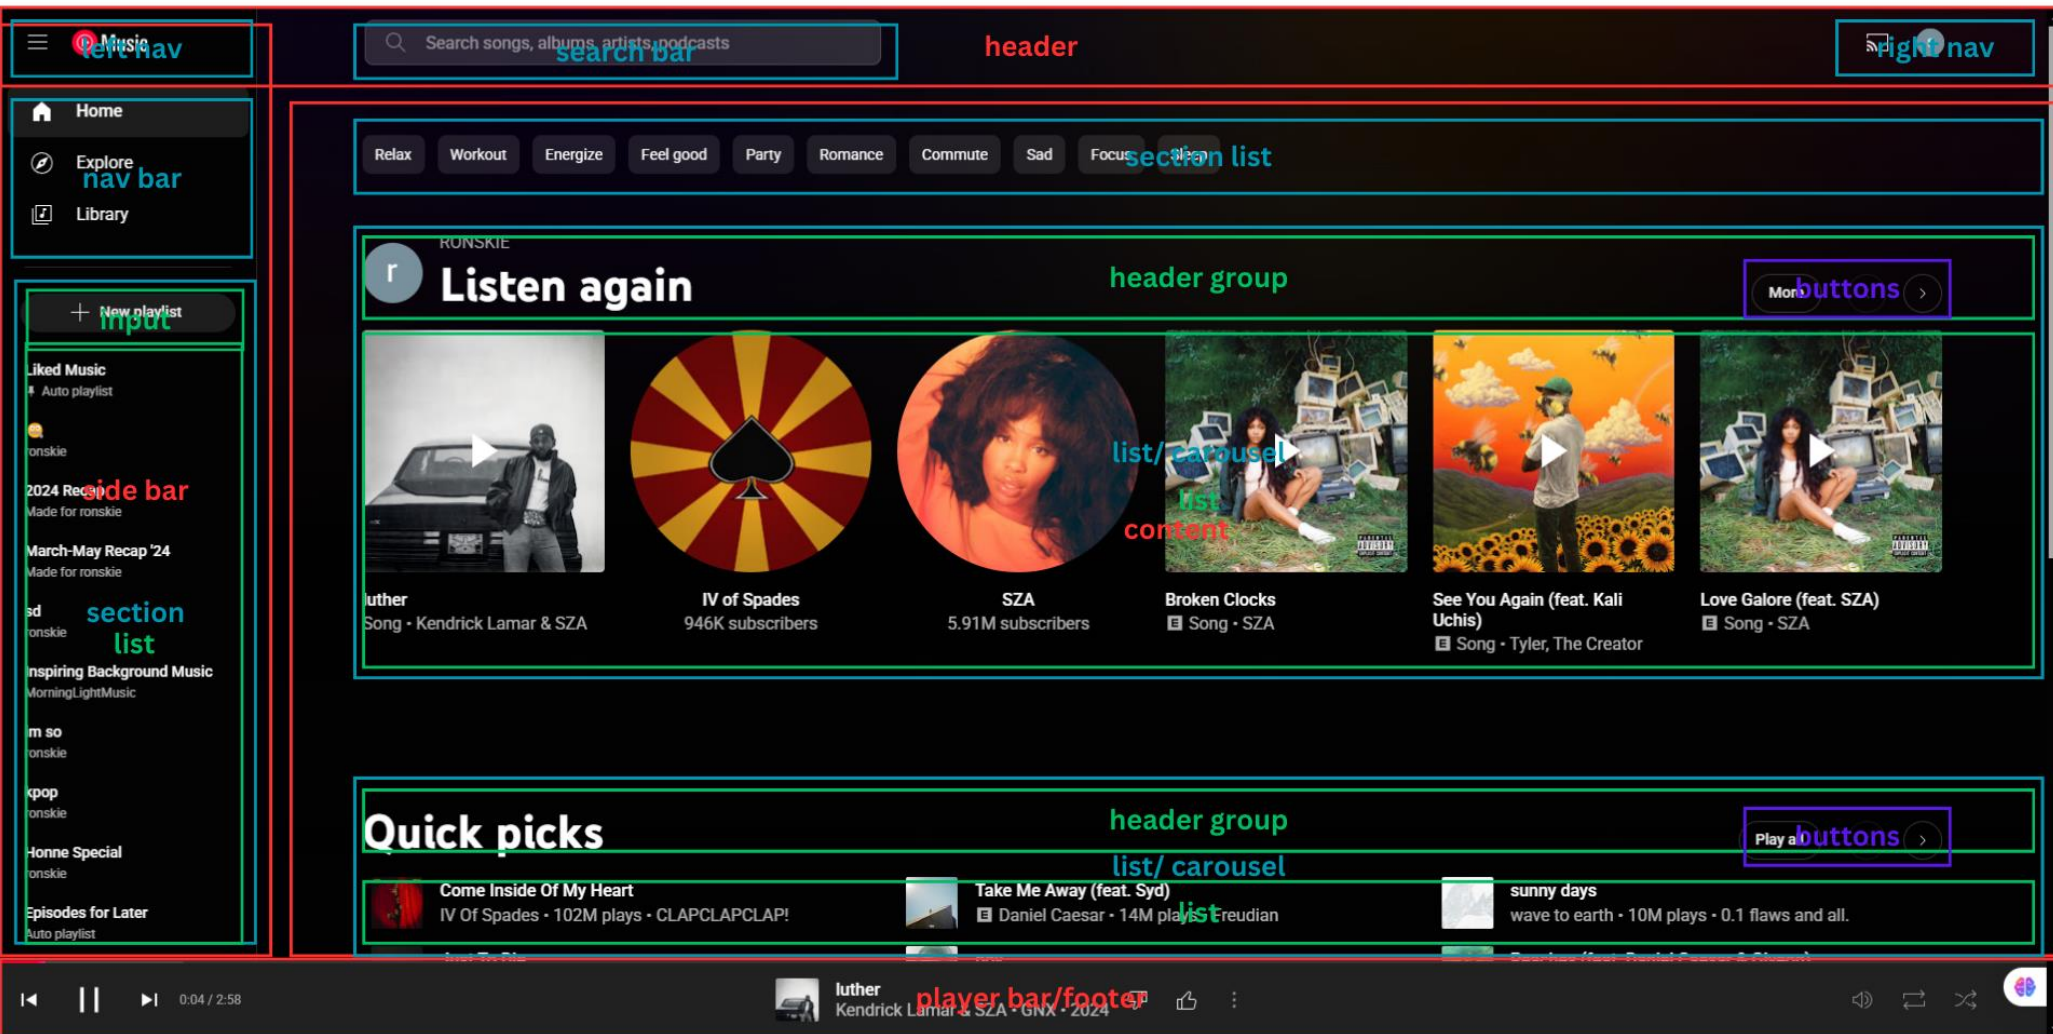 Music
left nav
Search songs, albums, artists, podcasts
search bar
header
right nav
Home
Explore
nav bar
Library
New playlist
input
Liked Music
Auto playlist
ronskie
2024 Recap
side bar
Made for ronskie
March-May Recap '24
Made for ronskie
sd
section
ronskie
list
Inspiring Background Music
MorningLightMusic
im so
ronskie
kpop
ronskie
Honne Special
ronskie
Episodes for Later
Auto playlist
Relax Workout Energize Feel good Party Romance Commute Sad Focus Sleep
section list
r
RONSKIE
Listen again
header group
More
buttons
list/ carousel
list
content
luther
Song • Kendrick Lamar & SZA
IV of Spades
946K subscribers
SZA
5.91M subscribers
Broken Clocks
E Song • SZA
See You Again (feat. Kali
Uchis)
E Song • Tyler, The Creator
Love Galore (feat. SZA)
E Song • SZA
Quick picks
header group
Play all
buttons
list/ carousel
Come Inside Of My Heart
IV Of Spades • 102M plays • CLAPCLAPCLAP!
Take Me Away (feat. Syd)
E Daniel Caesar • 14M plays • Freudian
list
sunny days
wave to earth • 10M plays • 0.1 flaws and all.
0:04 / 2:58
luther
Kendrick Lamar & SZA • GNX • 2024
player bar/footer